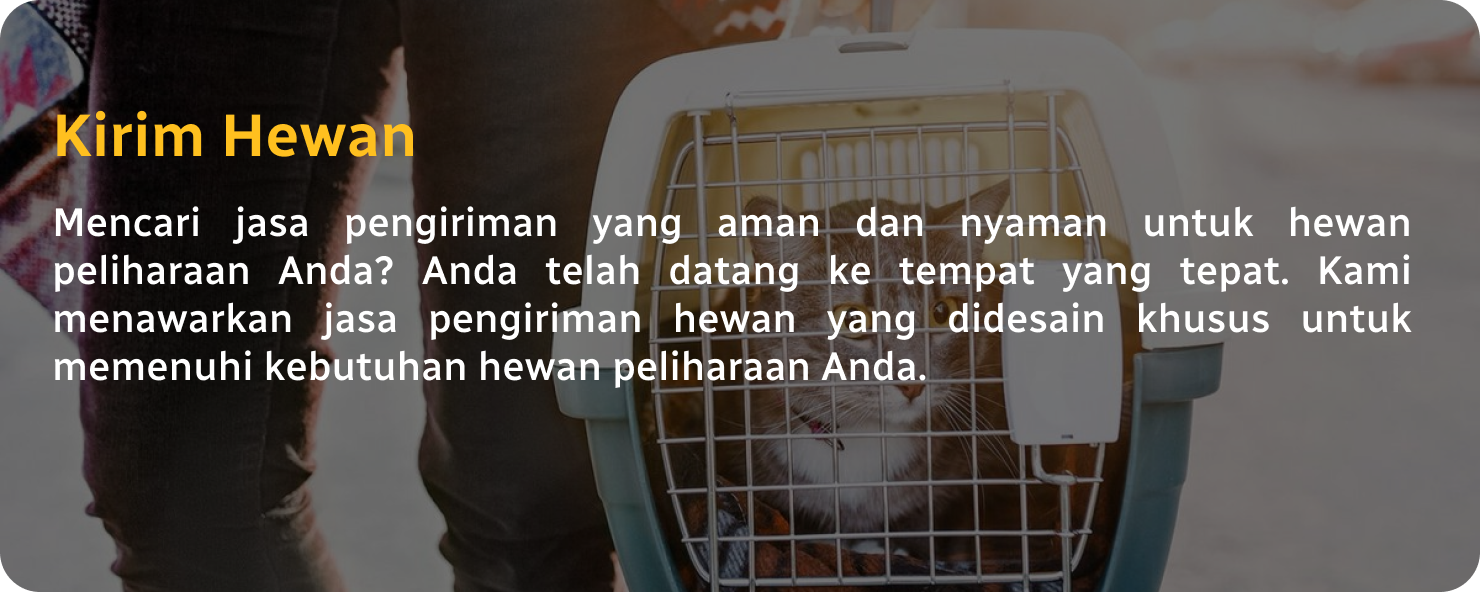 Kirim Hewan
Mencari jasa pengiriman yang aman dan nyaman untuk hewan
peliharaan Anda? Anda telah datang ke tempat yang tepat. Kami
menawarkan jasa pengiriman hewan yang didesain khusus untuk
memenuhi kebutuhan hewan peliharaan Anda.